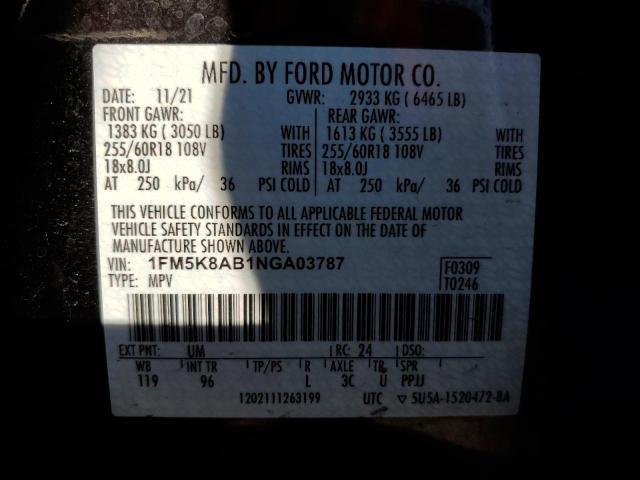 MFD. BY FORD MOTOR CO.
DATE: 11/21 GVWR: 2933 KG ( 6465 LB)
FRONT GAWR: REAR GAWR:
1383 KG ( 3050 LB) WITH 1613 KG ( 3555 LB) WITH
255/60R18 108V TIRES 255/60R18 108V TIRES
18x8.0J RIMS 18x8.0J RIMS
AT 250 kPa/ 36 PSI COLD AT 250 kPa/ 36 PSI COLD
THIS VEHICLE CONFORMS TO ALL APPLICABLE FEDERAL MOTOR
VEHICLE SAFETY STANDARDS IN EFFECT ON THE DATE OF
MANUFACTURE SHOWN ABOVE.
VIN: 1FM5K8AB1NGA03787 F0309
TYPE: MPV T0246
EXT PNT: UM RC: 24 DSO:
WB INT TR TP/PS R AXLE TR SPR
119 96 L 3C U PPJJ
1202111263199 UTC ▽ 5U5A-1520472-BA